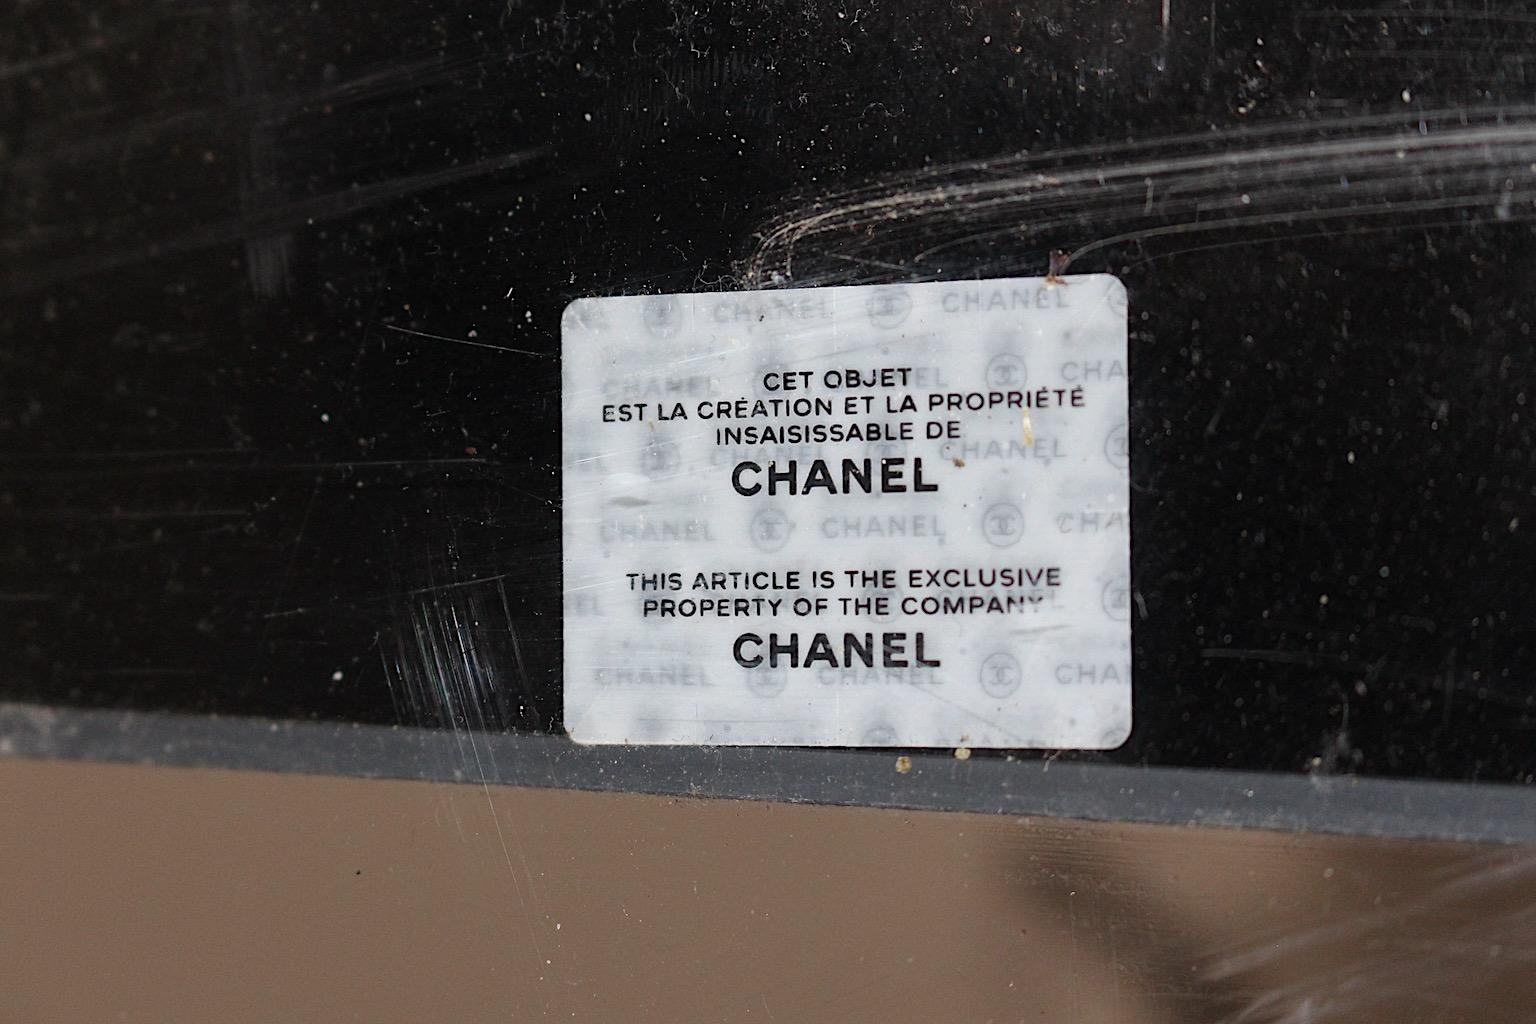 CET OBJET
EST LA CRÉATION ET LA PROPRIÉTÉ
INSAISISSABLE DE
CHANEL
THIS ARTICLE IS THE EXCLUSIVE
PROPERTY OF THE COMPANY
CHANEL